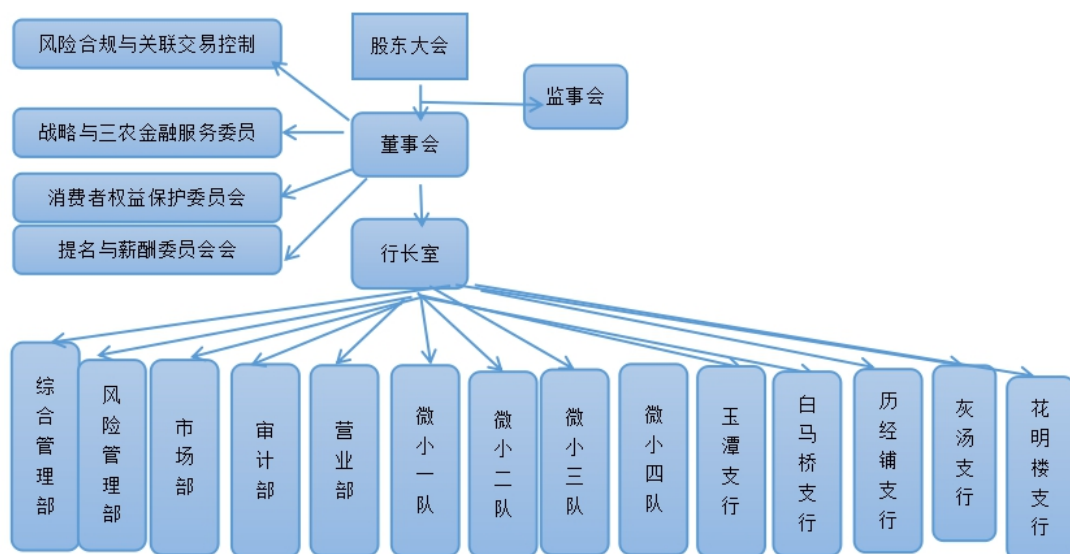 股东大会
风险合规与关联交易控制
监事会
战略与三农金融服务委员
董事会
消费者权益保护委员会
提名与薪酬委员会会
行长室
综合管理部
风险管理部
市场部
审计部
营业部
微小一队
微小二队
微小三队
微小四队
玉潭支行
白马桥支行
历经铺支行
灰汤支行
花明楼支行